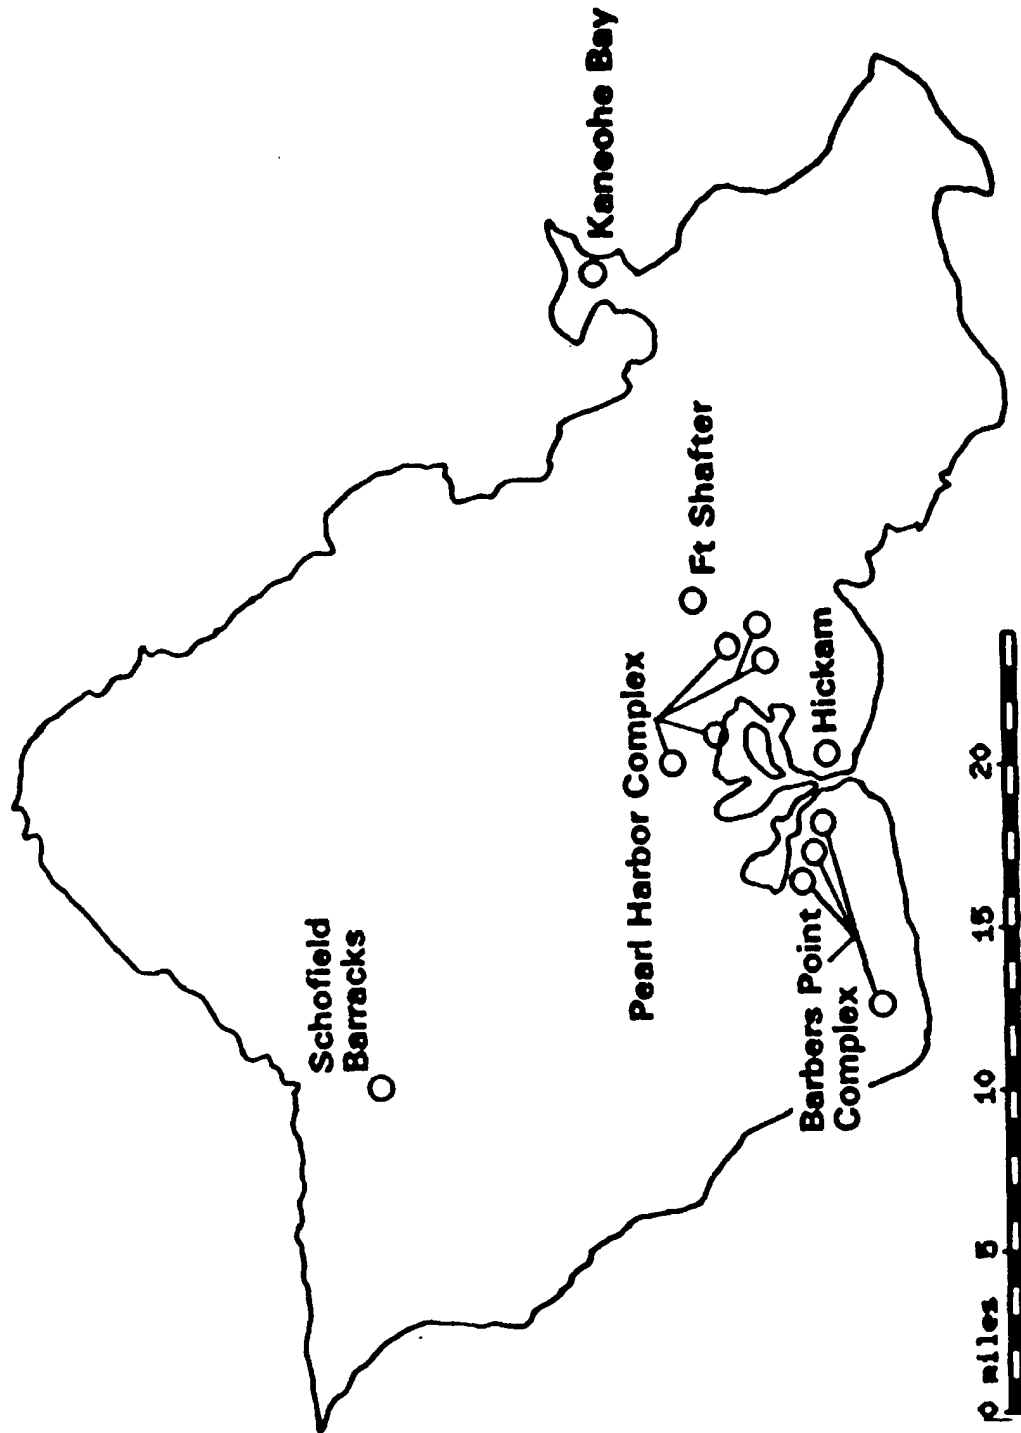 Kaneohe Bay
Schofield
Barracks
Ft Shafter
Pearl Harbor Complex
Hickam
Barbers Point
Complex
0 miles 5 10 15 20